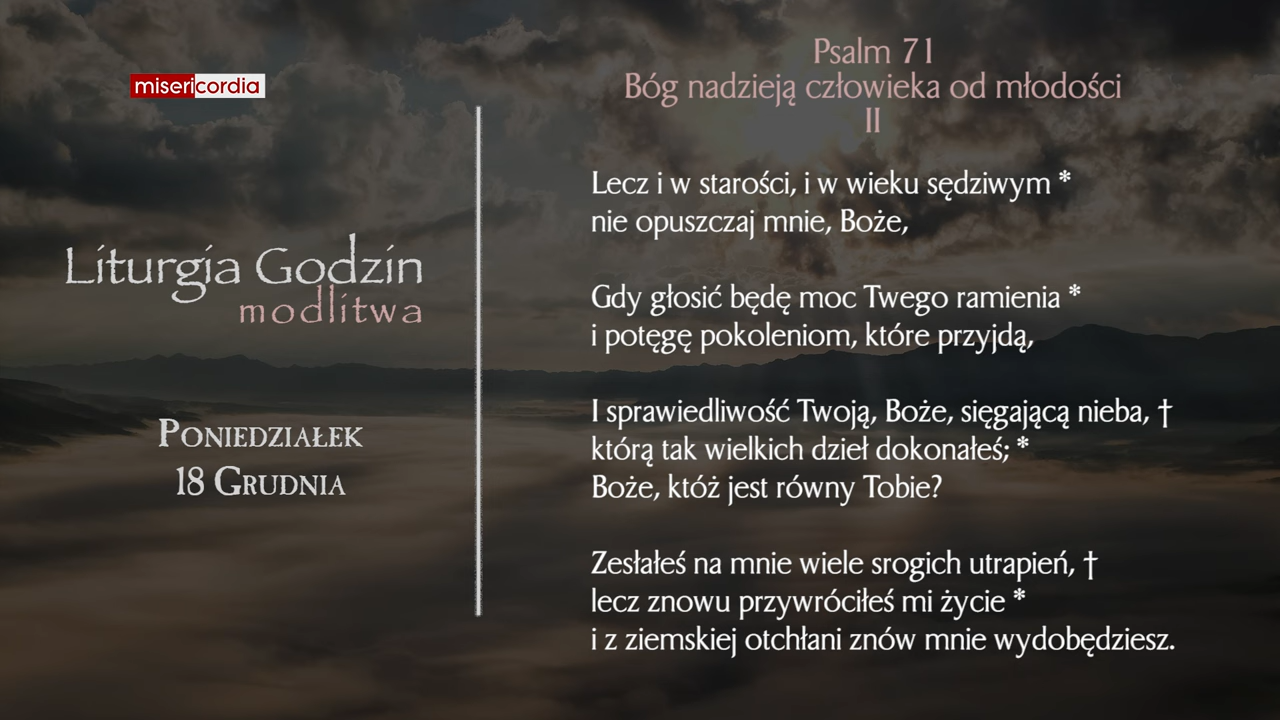 misericordia
Liturgia Godzin
modlitwa
Poniedziałek
18 Grudnia
Psalm 71
Bóg nadzieją człowieka od młodości
II
Lecz i w starości, i w wieku sędziwym *
nie opuszczaj mnie, Boże,
Gdy głosić będę moc Twego ramienia *
i potęgę pokoleniom, które przyjdą,
I sprawiedliwość Twoją, Boże, sięgającą nieba, †
którą tak wielkich dzieł dokonałeś; *
Boże, któż jest równy Tobie?
Zesłałeś na mnie wiele srogich utrapień, †
lecz znowu przywróciłeś mi życie *
i z ziemskiej otchłani znów mnie wydobędziesz.